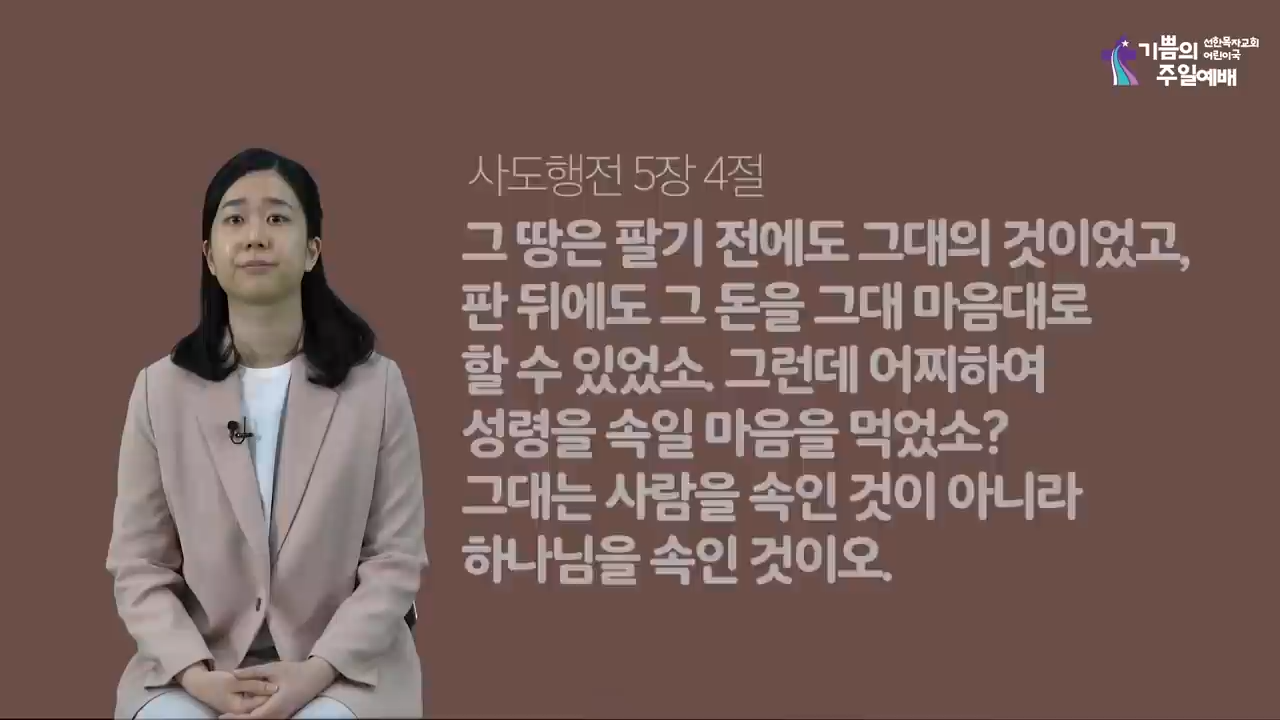 기쁨의
선한목자교회
어린이국
주일예배
사도행전 5장 4절
그 땅은 팔기 전에도 그대의 것이었고,
판 뒤에도 그 돈을 그대 마음대로
할 수 있었소. 그런데 어찌하여
성령을 속일 마음을 먹었소?
그대는 사람을 속인 것이 아니라
하나님을 속인 것이오.